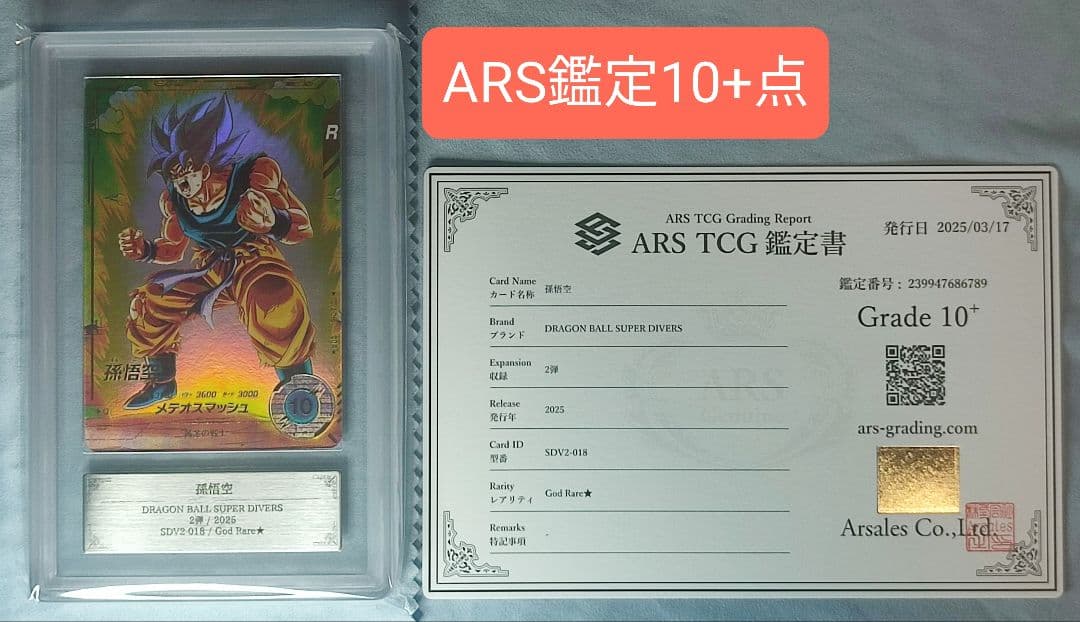 ARS鑑定10+点
R
孫悟空
2600
3000
メテオスマッシュ
10
孫悟空
DRAGON BALL SUPER DIVERS
2弾 / 2025
SDV2-018 / God Rare★
ARS TCG Grading Report
ARS TCG 鑑定書
発行日 2025/03/17
鑑定番号 : 239947686789
Grade 10+
ars-grading.com
Arsales Co.,Ltd.
Card Name
カード名称 孫悟空
Brand
ブランド DRAGON BALL SUPER DIVERS
Expansion
収録 2弾
Release
発行年 2025
Card ID
型番 SDV2-018
Rarity
レアリティ God Rare★
Remarks
特記事項 -
ARS